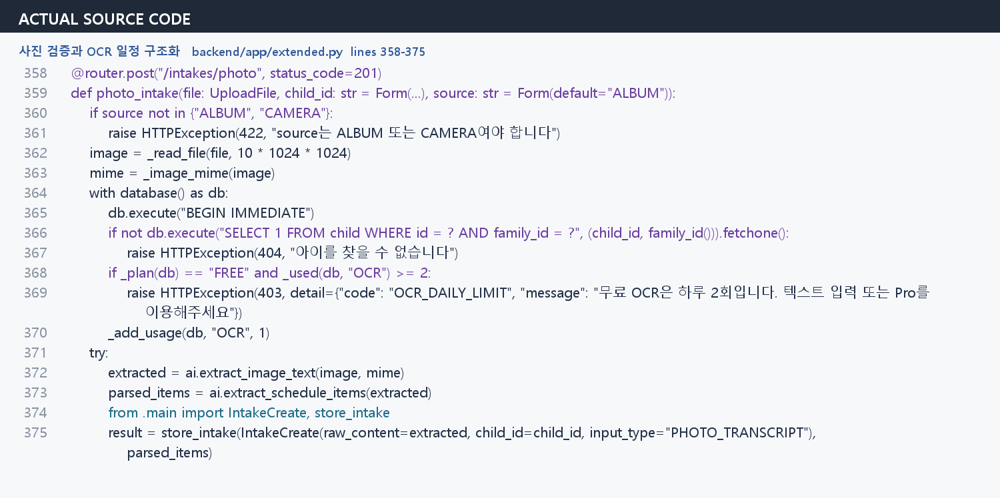 ACTUAL SOURCE CODE
사진 검증과 OCR 일정 구조화 backend/app/extended.py lines 358-375
358 @router.post("/intakes/photo", status_code=201)
359 def photo_intake(file: UploadFile, child_id: str = Form(...), source: str = Form(default="ALBUM")):
360 if source not in {"ALBUM", "CAMERA"}:
361 raise HTTPException(422, "source는 ALBUM 또는 CAMERA여야 합니다")
362 image = _read_file(file, 10 * 1024 * 1024)
363 mime = _image_mime(image)
364 with database() as db:
365 db.execute("BEGIN IMMEDIATE")
366 if not db.execute("SELECT 1 FROM child WHERE id = ? AND family_id = ?", (child_id, family_id())).fetchone():
367 raise HTTPException(404, "아이를 찾을 수 없습니다")
368 if _plan(db) == "FREE" and _used(db, "OCR") >= 2:
369 raise HTTPException(403, detail={"code": "OCR_DAILY_LIMIT", "message": "무료 OCR은 하루 2회입니다. 텍스트 입력 또는 Pro를
이용해주세요"})
370 _add_usage(db, "OCR", 1)
371 try:
372 extracted = ai.extract_image_text(image, mime)
373 parsed_items = ai.extract_schedule_items(extracted)
374 from .main import IntakeCreate, store_intake
375 result = store_intake(IntakeCreate(raw_content=extracted, child_id=child_id, input_type="PHOTO_TRANSCRIPT"),
parsed_items)